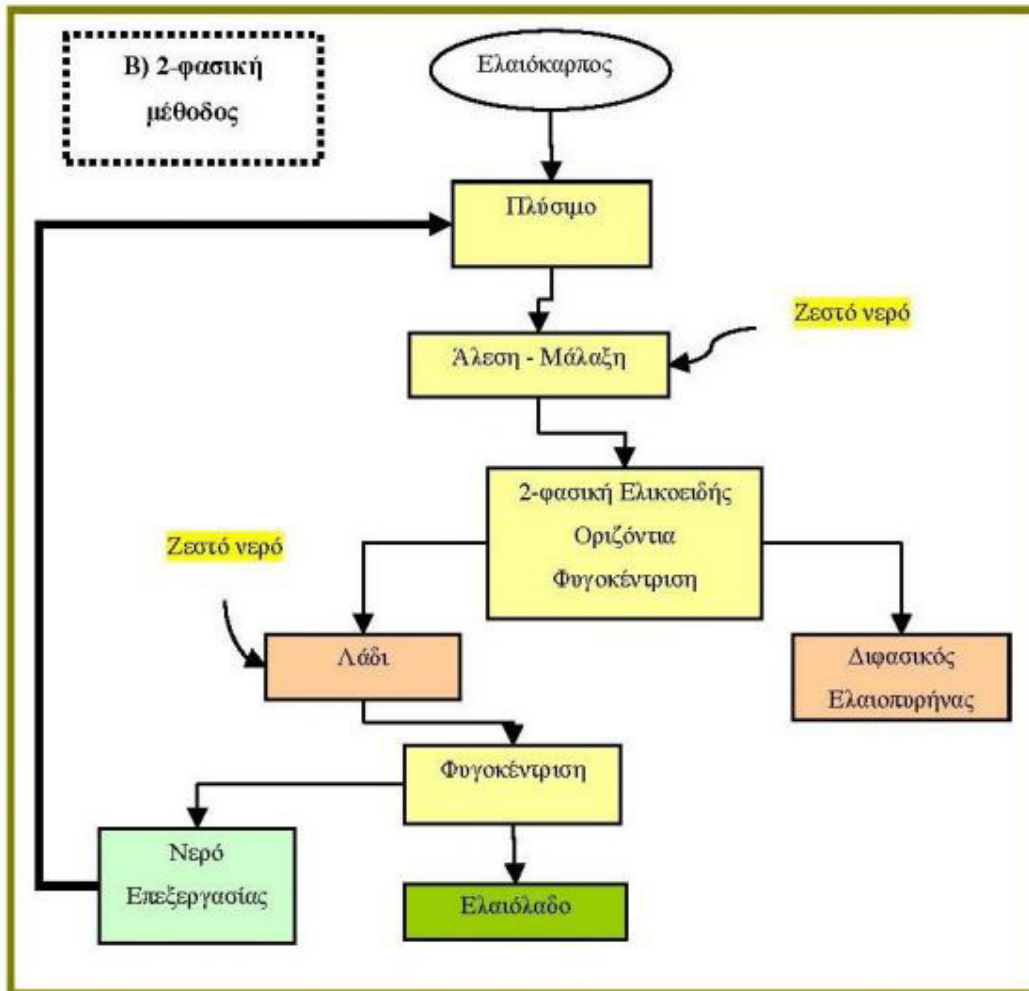 Β) 2-φασική
μέθοδος
Ελαιόκαρπος
Πλύσιμο
Ζεστό νερό
Άλεση - Μάλαξη
2-φασική Ελικοειδής
Οριζόντια
Φυγοκέντριση
Ζεστό νερό
Λάδι
Διφασικός
Ελαιοπυρήνας
Φυγοκέντριση
Νερό
Επεξεργασίας
Ελαιόλαδο